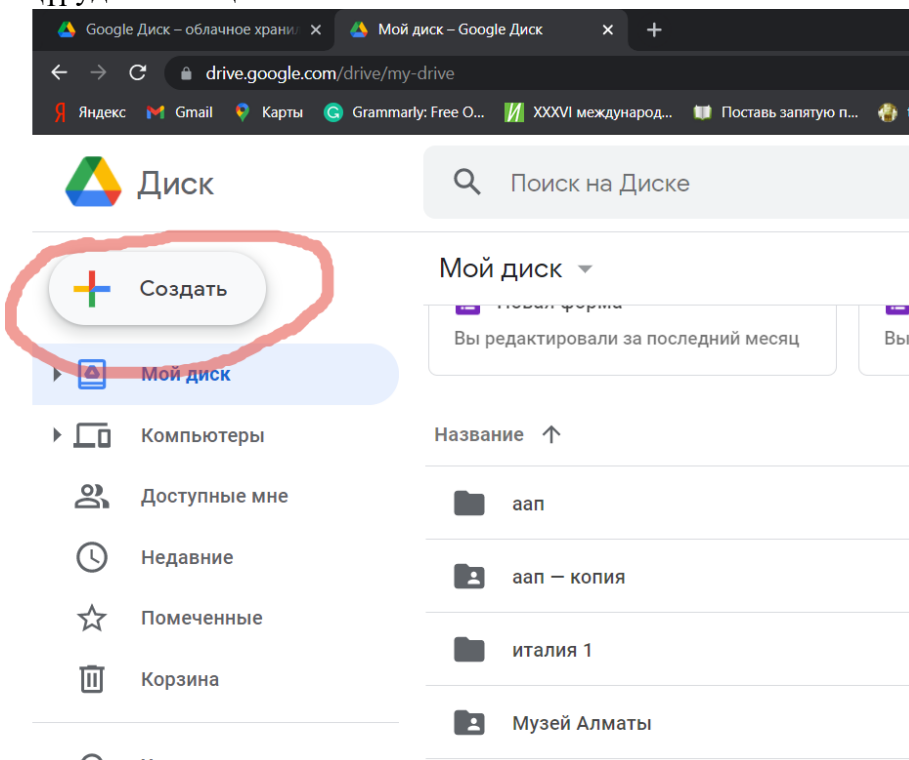 Google Диск – облачное хранил
Мой диск – Google Диск
drive.google.com/drive/my-drive
Яндекс Gmail Карты Grammarly: Free O... XXXVI международ... Поставь запятую п...
Диск
Поиск на Диске
Создать
Мой диск
Новая форма
Вы редактировали за последний месяц
Вы
Мой диск
Компьютеры
Доступные мне
Недавние
Помеченные
Корзина
Название
аап
аап — копия
италия 1
Музей Алматы